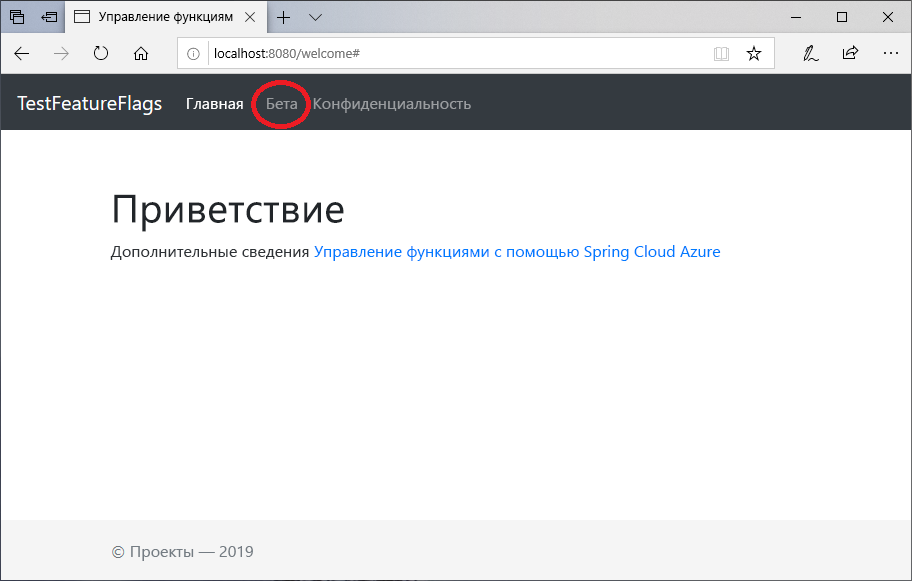 Управление функциям
localhost:8080/welcome#
TestFeatureFlags Главная Бета Конфиденциальность
Приветствие
Дополнительные сведения Управление функциями с помощью Spring Cloud Azure
© Проекты — 2019